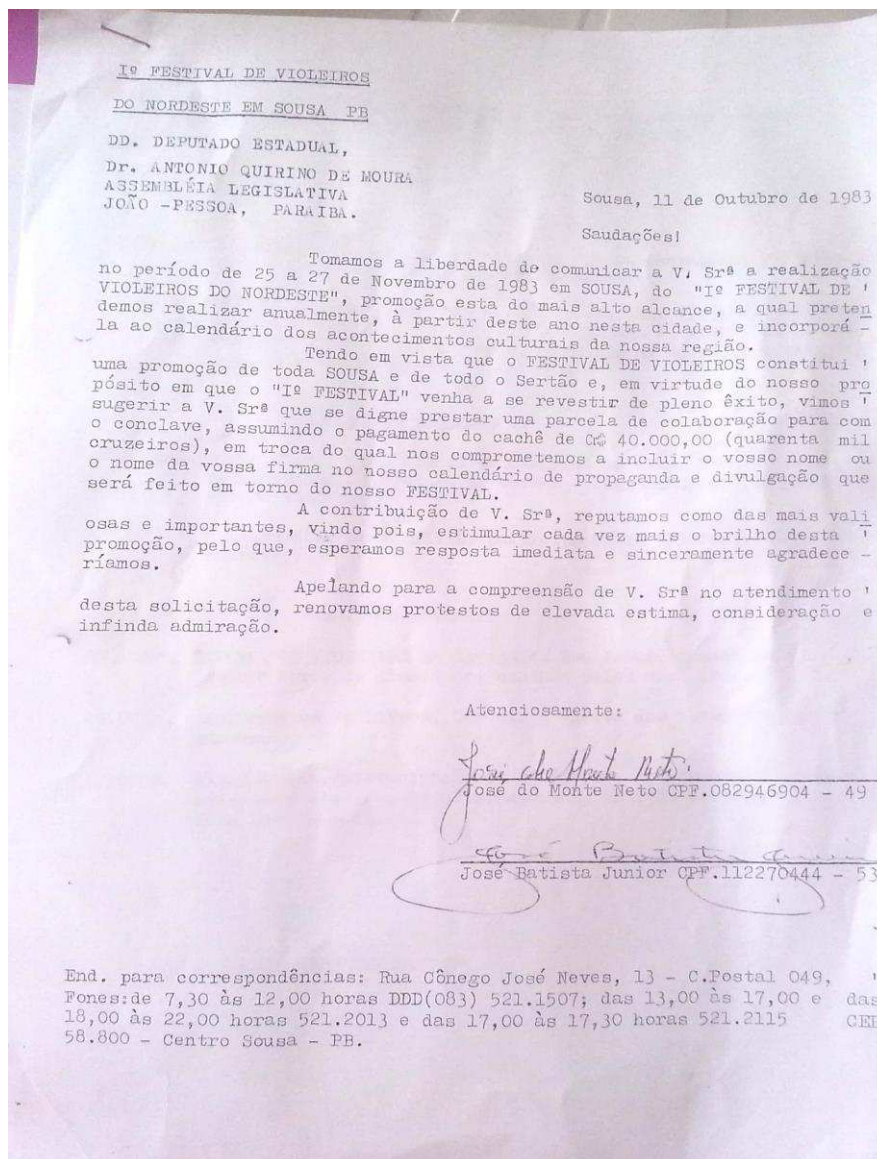 Iº FESTIVAL DE VIOLEIROS
DO NORDESTE EM SOUSA PB
DD. DEPUTADO ESTADUAL,
Dr. ANTONIO QUIRINO DE MOURA
ASSEMBLÉIA LEGISLATIVA
JOÃO -PESSOA, PARAIBA.
Sousa, 11 de Outubro de 1983
Saudações!
Tomamos a liberdade de comunicar a V. Srª a realização
no período de 25 a 27 de Novembro de 1983 em SOUSA, do "Iº FESTIVAL DE '
VIOLEIROS DO NORDESTE", promoção esta do mais alto alcance, a qual preten
demos realizar anualmente, à partir deste ano nesta cidade, e incorporá -
la ao calendário dos acontecimentos culturais da nossa região.
Tendo em vista que o FESTIVAL DE VIOLEIROS constitui '
uma promoção de toda SOUSA e de todo o Sertão e, em virtude do nosso pro
pósito em que o "Iº FESTIVAL" venha a se revestir de pleno êxito, vimos '
sugerir a V. Srª que se digne prestar uma parcela de colaboração para com
o conclave, assumindo o pagamento do cachê de Cr$ 40.000,00 (quarenta mil
cruzeiros), em troca do qual nos comprometemos a incluir o vosso nome ou
o nome da vossa firma no nosso calendário de propaganda e divulgação que
será feito em torno do nosso FESTIVAL.
A contribuição de V. Srª, reputamos como das mais vali
osas e importantes, vindo pois, estimular cada vez mais o brilho desta '
promoção, pelo que, esperamos resposta imediata e sinceramente agradece -
ríamos.
Apelando para a compreensão de V. Srª no atendimento '
desta solicitação, renovamos protestos de elevada estima, consideração e
infinda admiração.
Atenciosamente:
José do Monte Neto
José do Monte Neto CPF.082946904 - 49
José Batista Junior
José Batista Junior CPF.112270444 - 53
End. para correspondências: Rua Cônego José Neves, 13 - C.Postal 049, '
Fones:de 7,30 às 12,00 horas DDD(083) 521.1507; das 13,00 às 17,00 e das
18,00 às 22,00 horas 521.2013 e das 17,00 às 17,30 horas 521.2115 CEP
58.800 - Centro Sousa - PB.